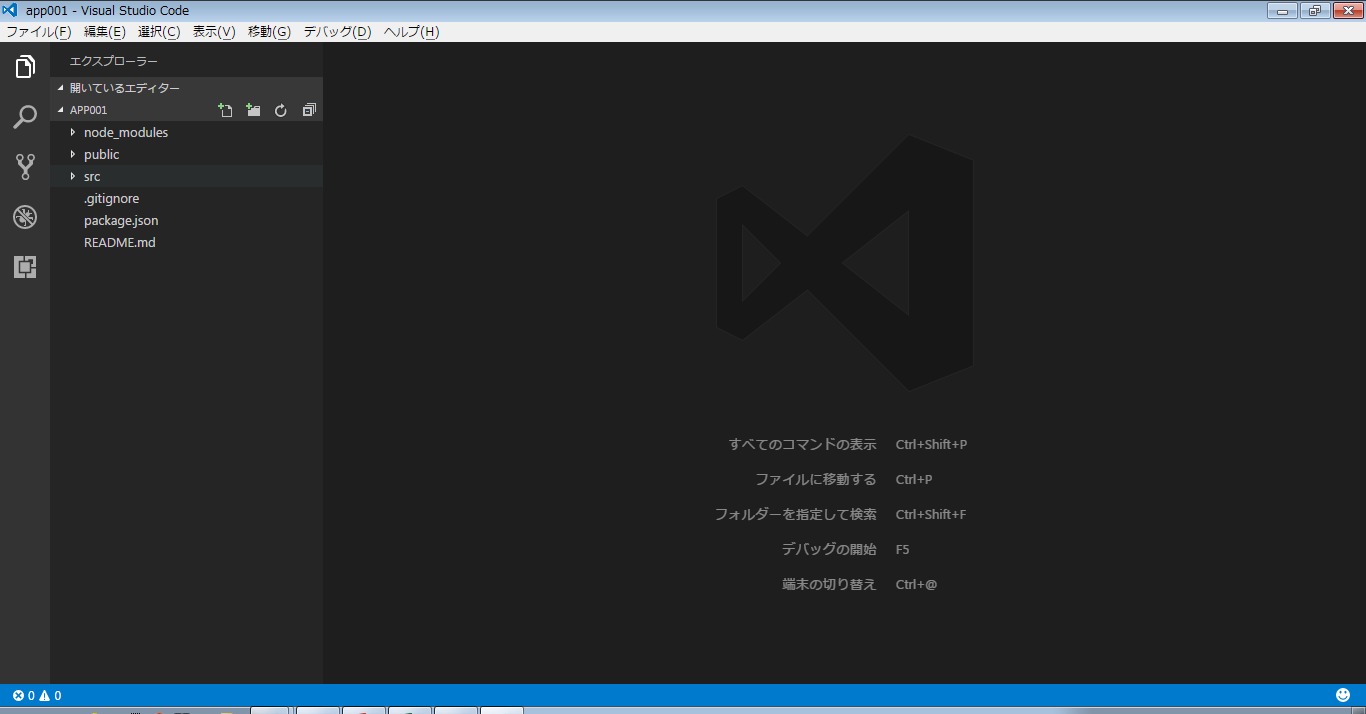 app001 - Visual Studio Code
ファイル(F) 編集(E) 選択(C) 表示(V) 移動(G) デバッグ(D) ヘルプ(H)
エクスプローラー
開いているエディター
APP001
node_modules
public
src
.gitignore
package.json
README.md
すべてのコマンドの表示 Ctrl+Shift+P
ファイルに移動する Ctrl+P
フォルダーを指定して検索 Ctrl+Shift+F
デバッグの開始 F5
端末の切り替え Ctrl+@
0 0